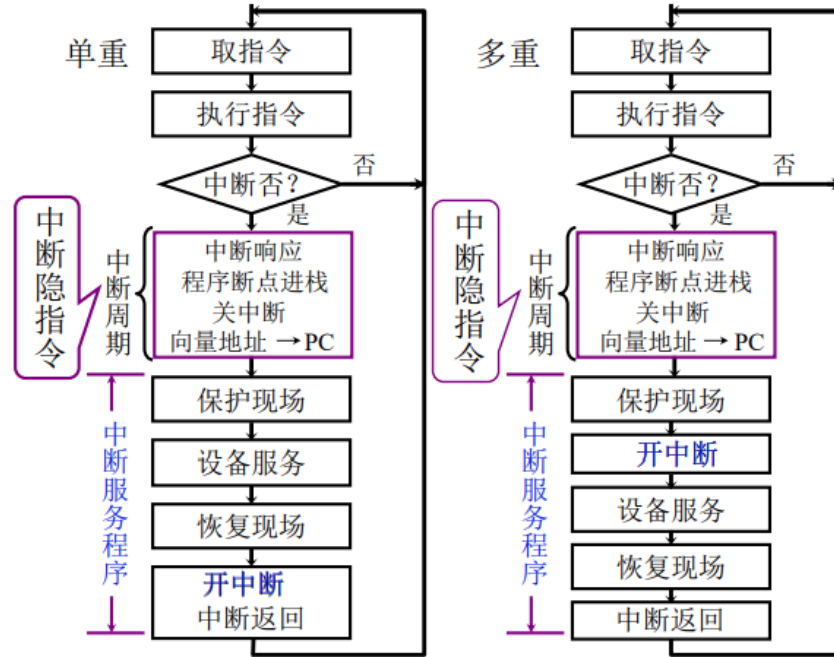 单重
取指令
执行指令
中断否？
否
是
中断隐指令
中断周期
中断响应
程序断点进栈
关中断
向量地址 → PC
中断服务程序
保护现场
设备服务
恢复现场
开中断
中断返回
多重
取指令
执行指令
中断否？
否
是
中断隐指令
中断周期
中断响应
程序断点进栈
关中断
向量地址 → PC
中断服务程序
保护现场
开中断
设备服务
恢复现场
中断返回